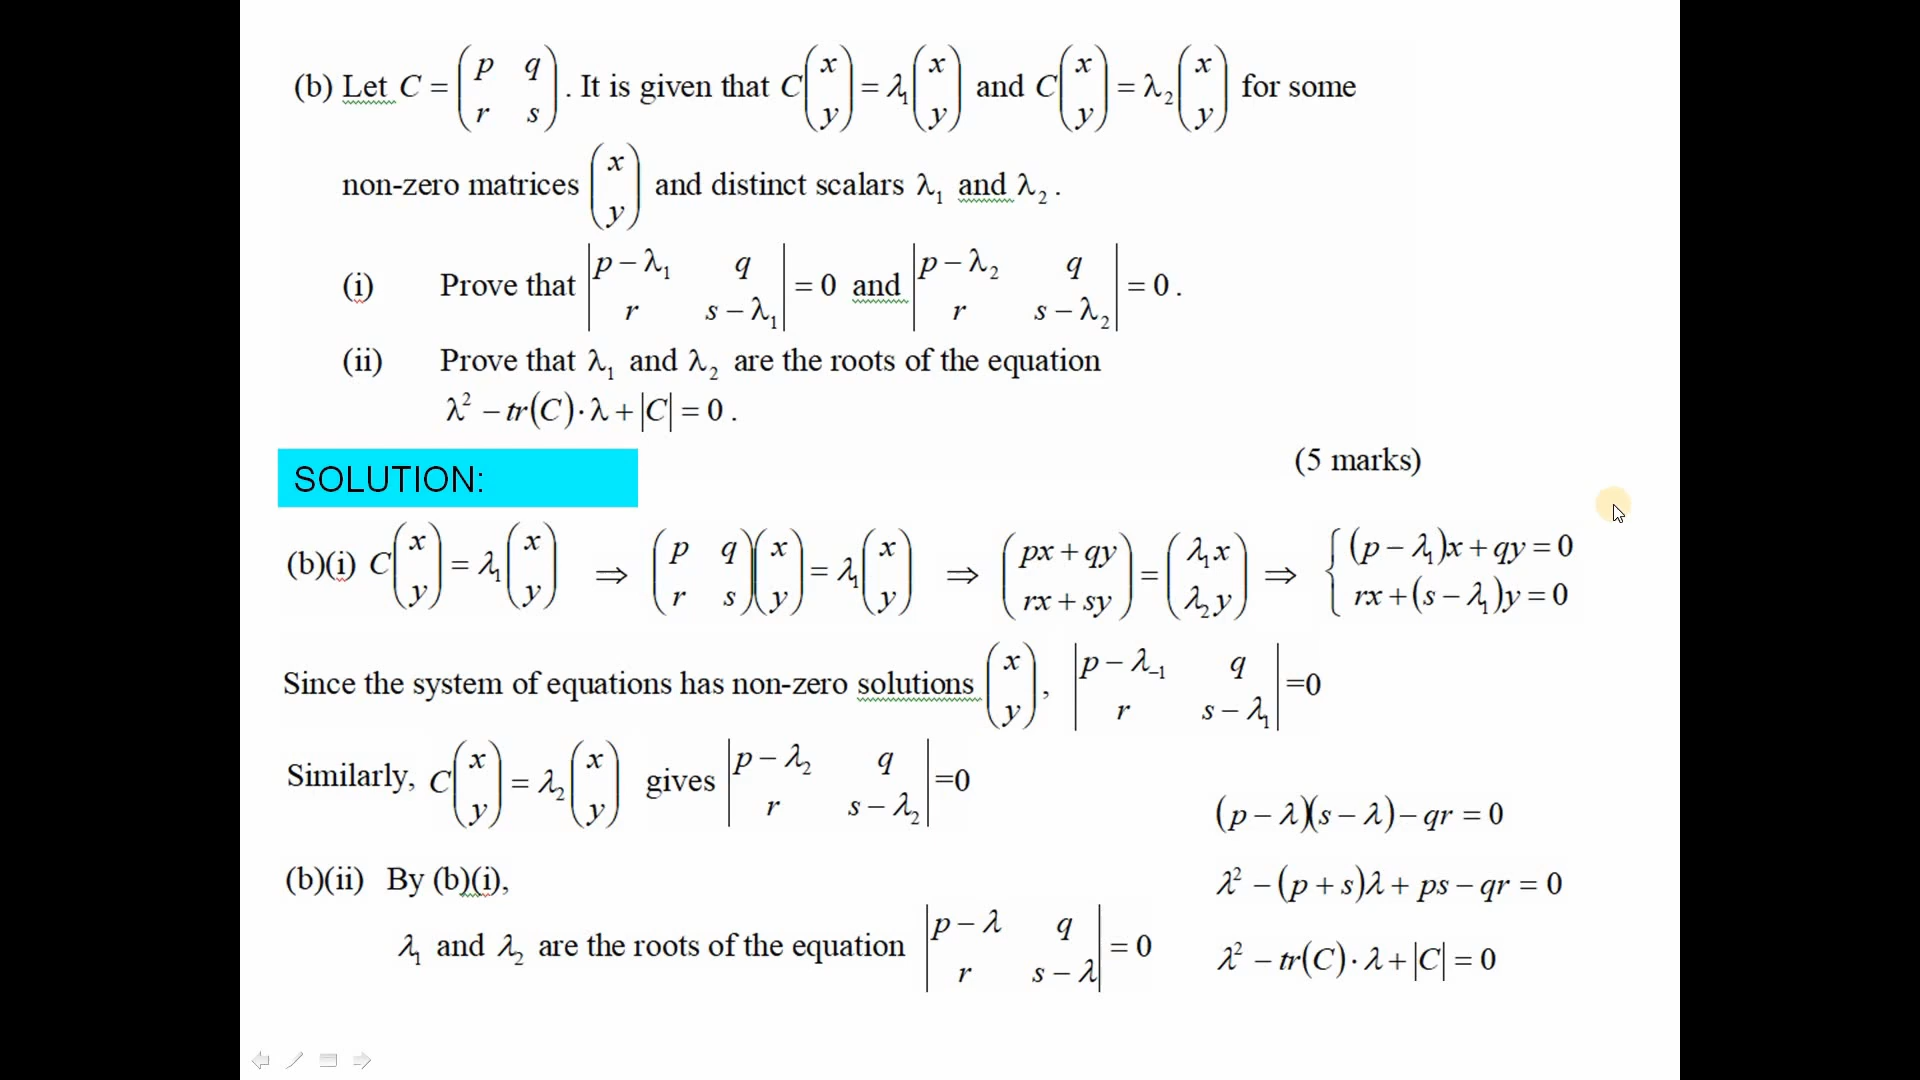 (b) Let C = (p q; r s). It is given that C(x; y) = λ₁(x; y) and C(x; y) = λ₂(x; y) for some
non-zero matrices (x; y) and distinct scalars λ₁ and λ₂.
(i) Prove that |p − λ₁ q; r s − λ₁| = 0 and |p − λ₂ q; r s − λ₂| = 0.
(ii) Prove that λ₁ and λ₂ are the roots of the equation
λ² − tr(C)·λ + |C| = 0.
(5 marks)
SOLUTION:
(b)(i) C(x; y) = λ₁(x; y) ⇒ (p q; r s)(x; y) = λ₁(x; y) ⇒ (px + qy; rx + sy) = (λ₁x; λ₂y) ⇒ { (p − λ₁)x + qy = 0; rx + (s − λ₁)y = 0
Since the system of equations has non-zero solutions (x; y), |p − λ₋₁ q; r s − λ₁| =0
Similarly, C(x; y) = λ₂(x; y) gives |p − λ₂ q; r s − λ₂| =0
(b)(ii) By (b)(i),
λ₁ and λ₂ are the roots of the equation |p − λ q; r s − λ| = 0
(p − λ)(s − λ) − qr = 0
λ² − (p + s)λ + ps − qr = 0
λ² − tr(C)·λ + |C| = 0